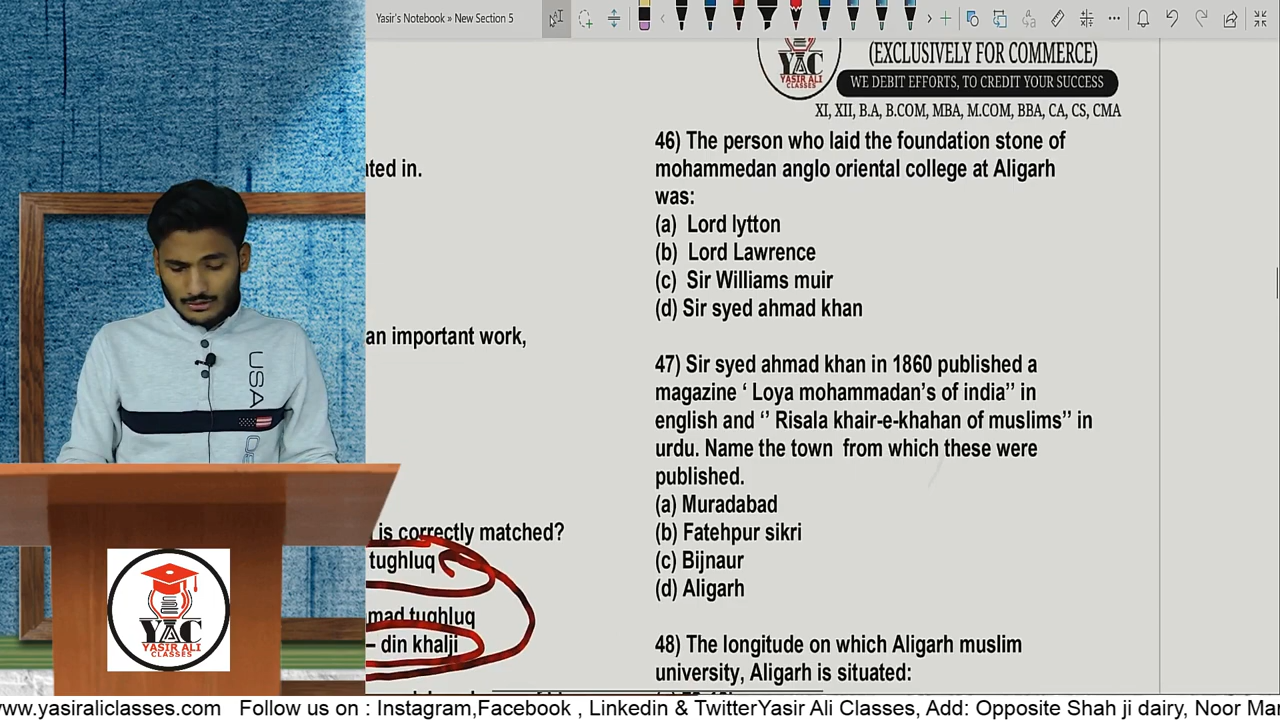 Yasir's Notebook » New Section 5
YAC
YASIR ALI
CLASSES
(EXCLUSIVELY FOR COMMERCE)
WE DEBIT EFFORTS, TO CREDIT YOUR SUCCESS
XI, XII, B.A, B.COM, MBA, M.COM, BBA, CA, CS, CMA
ated in.
an important work,
is correctly matched?
tughluq
mad tughluq
– din khalji
46) The person who laid the foundation stone of
mohammedan anglo oriental college at Aligarh
was:
(a) Lord lytton
(b) Lord Lawrence
(c) Sir Williams muir
(d) Sir syed ahmad khan
47) Sir syed ahmad khan in 1860 published a
magazine ‘ Loya mohammadan’s of india’’ in
english and ‘’ Risala khair-e-khahan of muslims’’ in
urdu. Name the town from which these were
published.
(a) Muradabad
(b) Fatehpur sikri
(c) Bijnaur
(d) Aligarh
48) The longitude on which Aligarh muslim
university, Aligarh is situated:
USA
YAC
YASIR ALI
CLASSES
www.yasiraliclasses.com Follow us on : Instagram,Facebook , Linkedin & TwitterYasir Ali Classes, Add: Opposite Shah ji dairy, Noor Ma